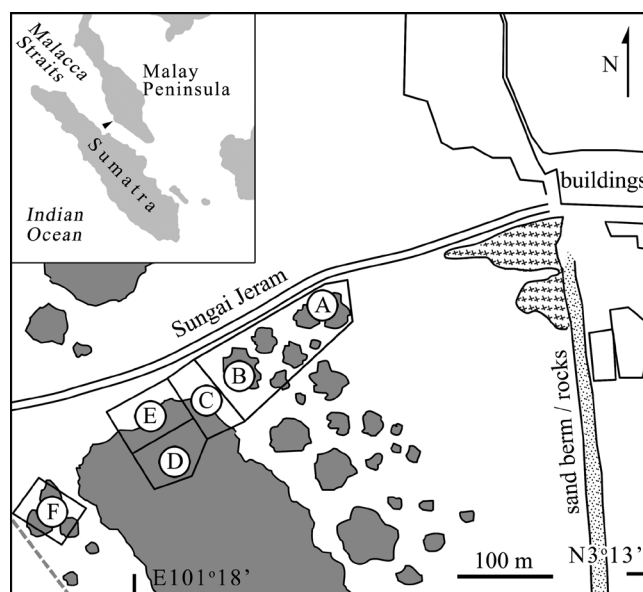 Malacca
Straits
Malay
Peninsula
Sumatra
Indian
Ocean
N
buildings
Sungai Jeram
A
B
C
E
D
F
sand berm / rocks
100 m
N3°13’
E101°18’